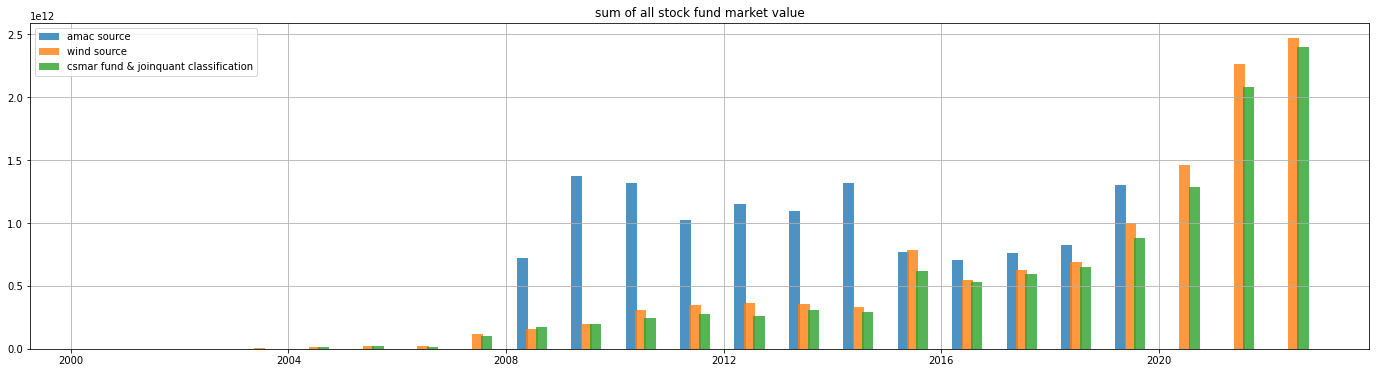 sum of all stock fund market value
1e12
amac source
wind source
csmar fund & joinquant classification
2.5
2.0
1.5
1.0
0.5
0.0
2000 2004 2008 2012 2016 2020